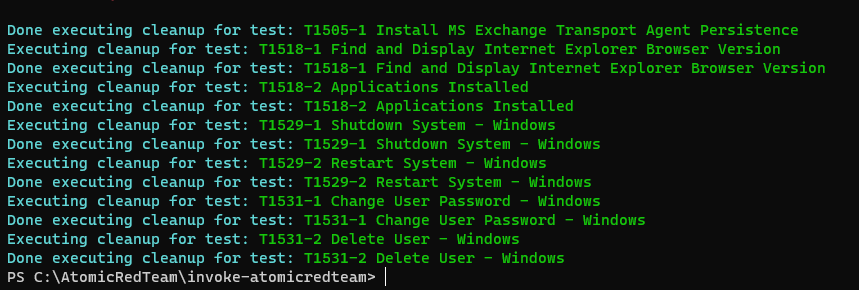 Done executing cleanup for test: T1505-1 Install MS Exchange Transport Agent Persistence
Executing cleanup for test: T1518-1 Find and Display Internet Explorer Browser Version
Done executing cleanup for test: T1518-1 Find and Display Internet Explorer Browser Version
Executing cleanup for test: T1518-2 Applications Installed
Done executing cleanup for test: T1518-2 Applications Installed
Executing cleanup for test: T1529-1 Shutdown System - Windows
Done executing cleanup for test: T1529-1 Shutdown System - Windows
Executing cleanup for test: T1529-2 Restart System - Windows
Done executing cleanup for test: T1529-2 Restart System - Windows
Executing cleanup for test: T1531-1 Change User Password - Windows
Done executing cleanup for test: T1531-1 Change User Password - Windows
Executing cleanup for test: T1531-2 Delete User - Windows
Done executing cleanup for test: T1531-2 Delete User - Windows
PS C:\AtomicRedTeam\invoke-atomicredteam>